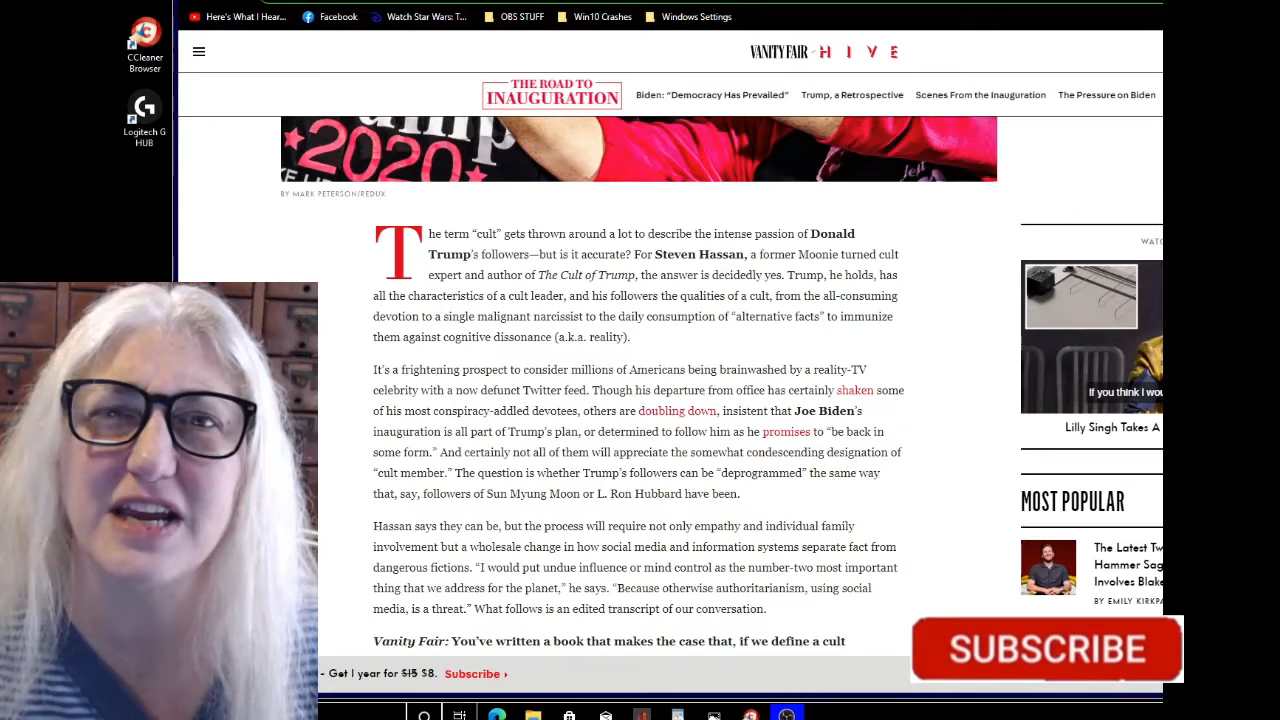 Here's What I Hear...
Facebook
Watch Star Wars: T...
OBS STUFF
Win10 Crashes
Windows Settings
CCleaner
Browser
Logitech G
HUB
VANITY FAIR HIVE
THE ROAD TO
INAUGURATION
Biden: “Democracy Has Prevailed”
Trump, a Retrospective
Scenes From the Inauguration
The Pressure on Biden
2020
BY MARK PETERSON/REDUX.
The term “cult” gets thrown around a lot to describe the intense passion of Donald
Trump’s followers—but is it accurate? For Steven Hassan, a former Moonie turned cult
expert and author of The Cult of Trump, the answer is decidedly yes. Trump, he holds, has
all the characteristics of a cult leader, and his followers the qualities of a cult, from the all-consuming
devotion to a single malignant narcissist to the daily consumption of “alternative facts” to immunize
them against cognitive dissonance (a.k.a. reality).
It’s a frightening prospect to consider millions of Americans being brainwashed by a reality-TV
celebrity with a now defunct Twitter feed. Though his departure from office has certainly shaken some
of his most conspiracy-addled devotees, others are doubling down, insistent that Joe Biden’s
inauguration is all part of Trump’s plan, or determined to follow him as he promises to “be back in
some form.” And certainly not all of them will appreciate the somewhat condescending designation of
“cult member.” The question is whether Trump’s followers can be “deprogrammed” the same way
that, say, followers of Sun Myung Moon or L. Ron Hubbard have been.
Hassan says they can be, but the process will require not only empathy and individual family
involvement but a wholesale change in how social media and information systems separate fact from
dangerous fictions. “I would put undue influence or mind control as the number-two most important
thing that we address for the planet,” he says. “Because otherwise authoritarianism, using social
media, is a threat.” What follows is an edited transcript of our conversation.
Vanity Fair: You’ve written a book that makes the case that, if we define a cult
WATC
If you think I wou
Lilly Singh Takes A
MOST POPULAR
The Latest Tw
Hammer Sag
Involves Blake
BY EMILY KIRKPA
SUBSCRIBE
- Get 1 year for $15 $8. Subscribe